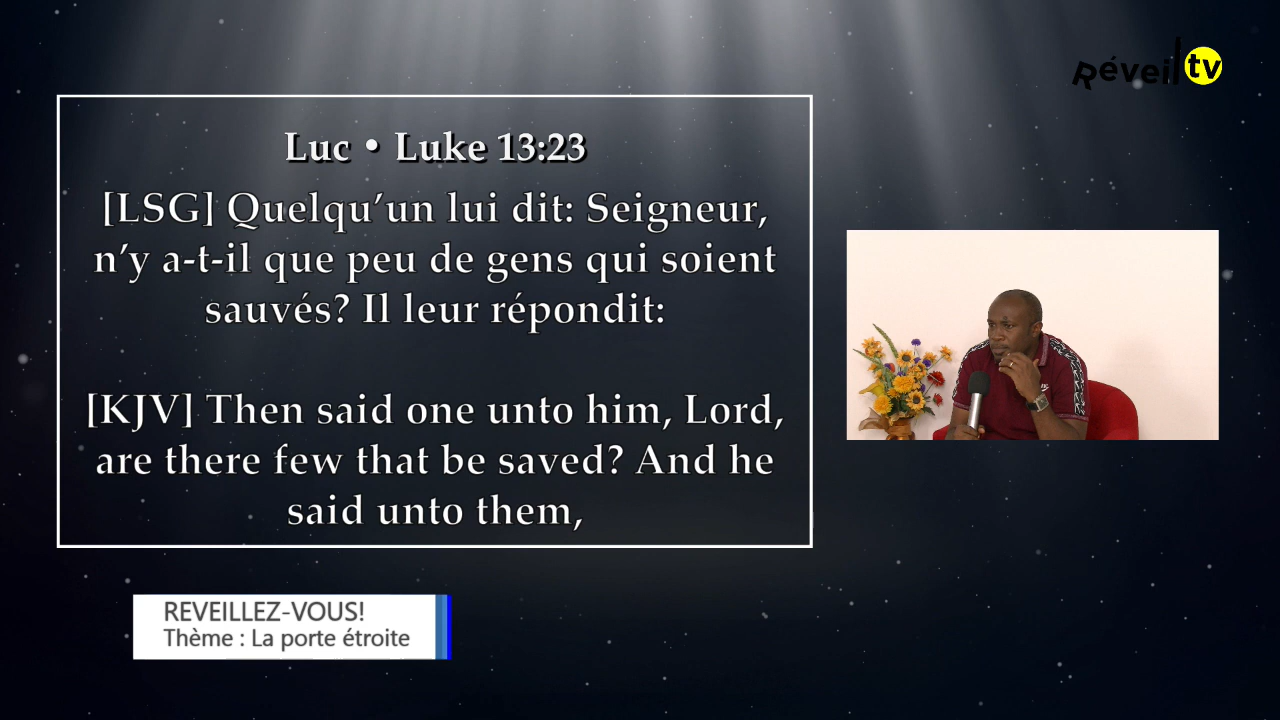 Réveil tv
Luc • Luke 13:23
[LSG] Quelqu’un lui dit: Seigneur,
n’y a-t-il que peu de gens qui soient
sauvés? Il leur répondit:
[KJV] Then said one unto him, Lord,
are there few that be saved? And he
said unto them,
REVEILLEZ-VOUS!
Thème : La porte étroite